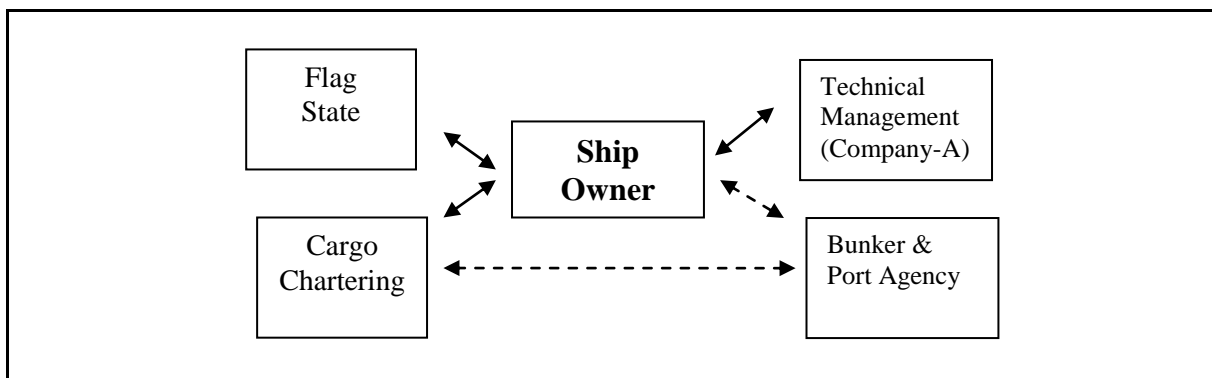 Flag
State
Technical
Management
(Company-A)
Ship
Owner
Cargo
Chartering
Bunker &
Port Agency